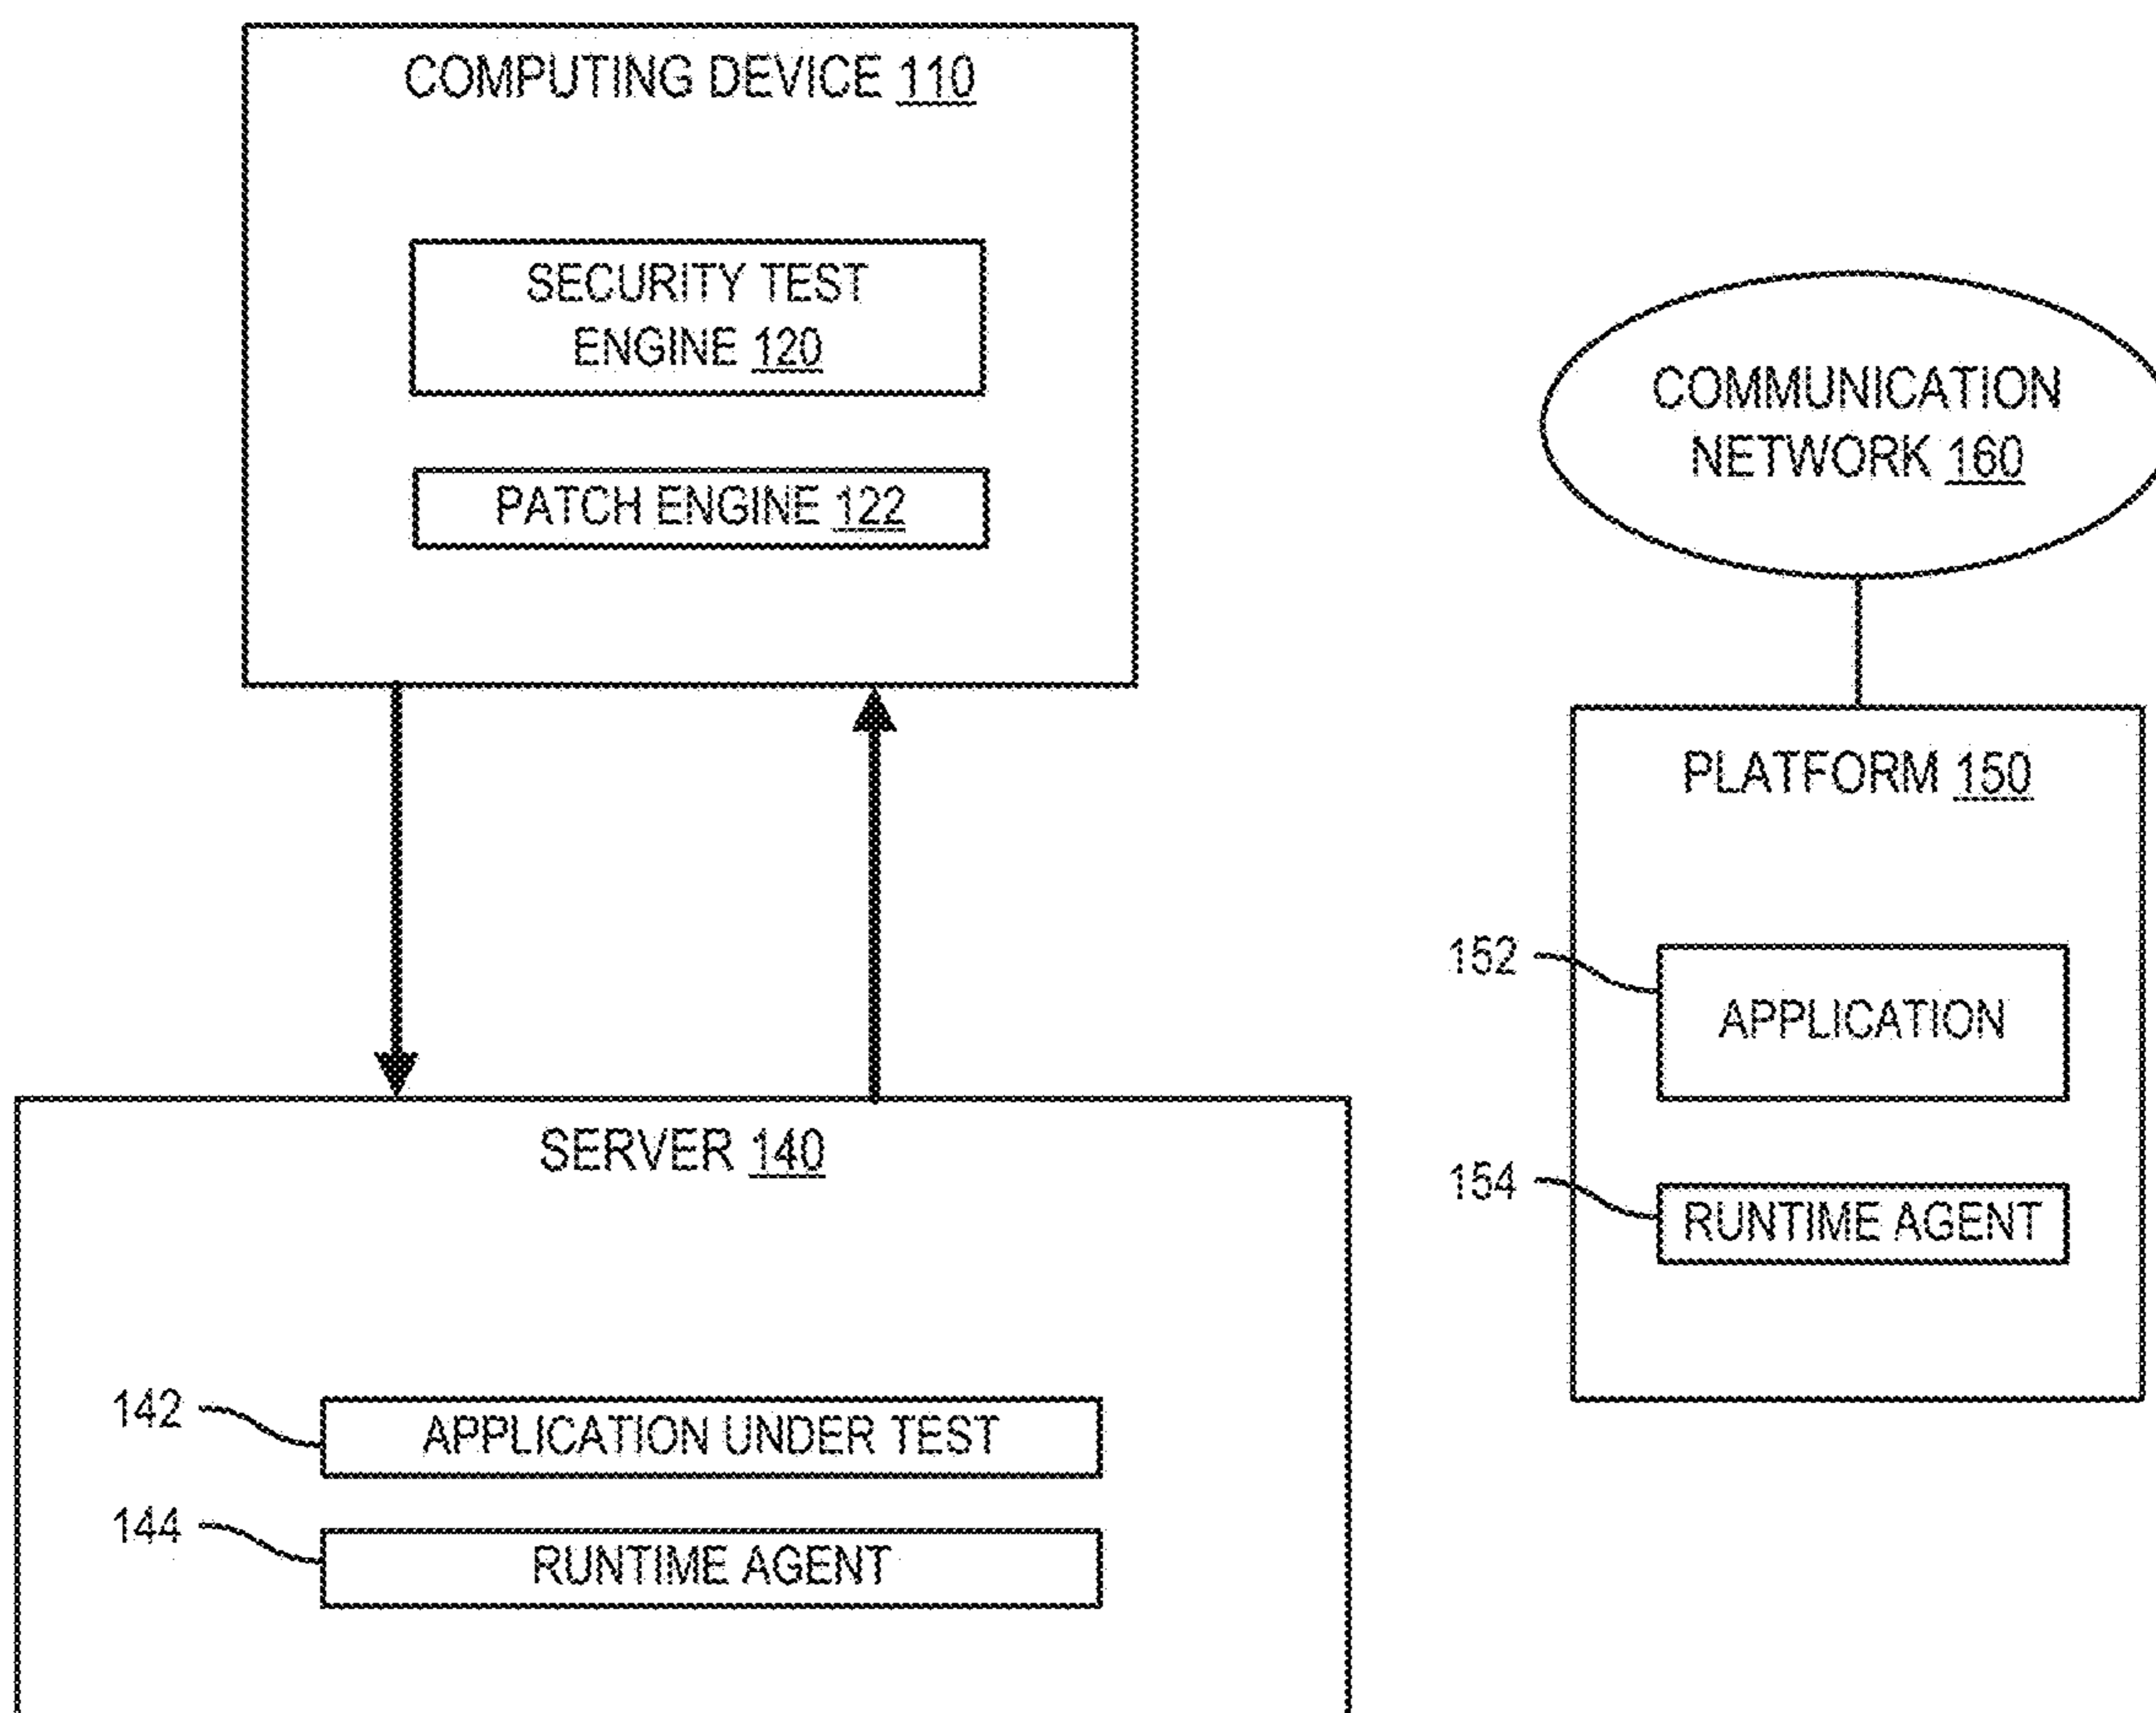 COMPUTING DEVICE 110
SECURITY TEST
ENGINE 120
PATCH ENGINE 122
COMMUNICATION
NETWORK 160
PLATFORM 150
152
APPLICATION
154
RUNTIME AGENT
SERVER 140
142
APPLICATION UNDER TEST
144
RUNTIME AGENT